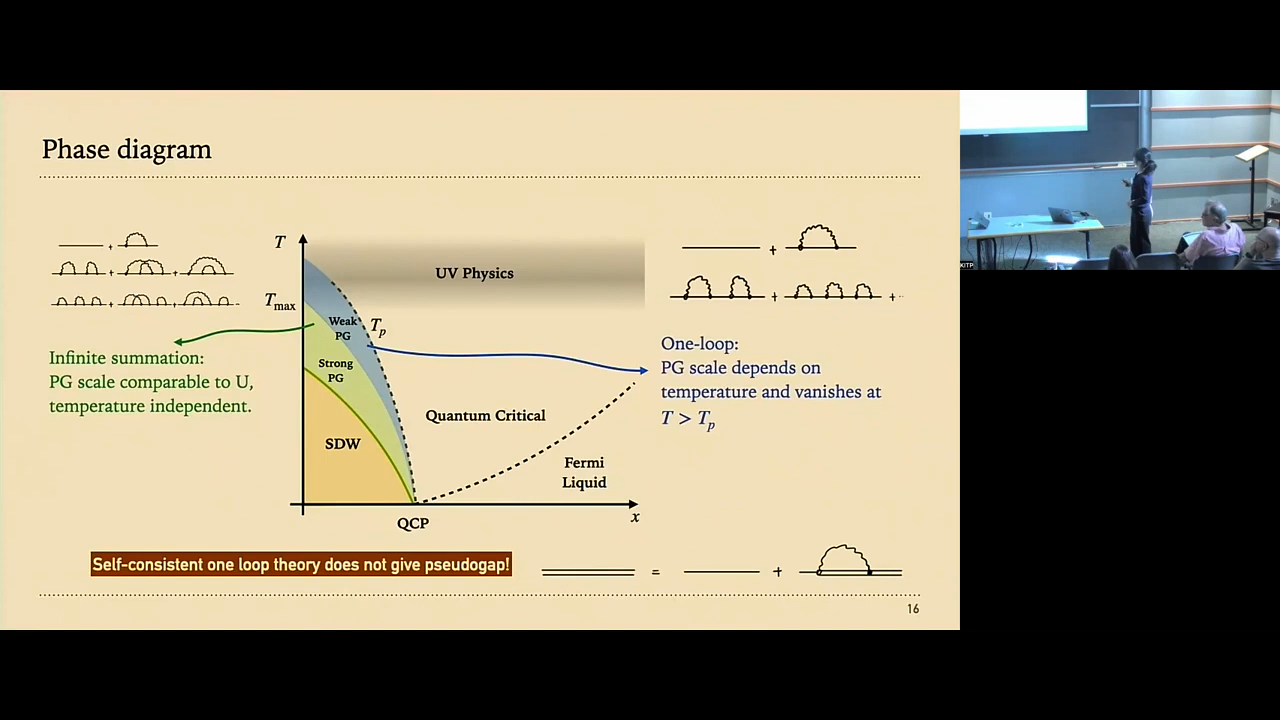 Phase diagram
T
UV Physics
T_max
Weak
PG
T_p
Strong
PG
Infinite summation:
PG scale comparable to U,
temperature independent.
One-loop:
PG scale depends on
temperature and vanishes at
T > T_p
Quantum Critical
SDW
Fermi
Liquid
QCP
x
Self-consistent one loop theory does not give pseudogap!
16
KITP